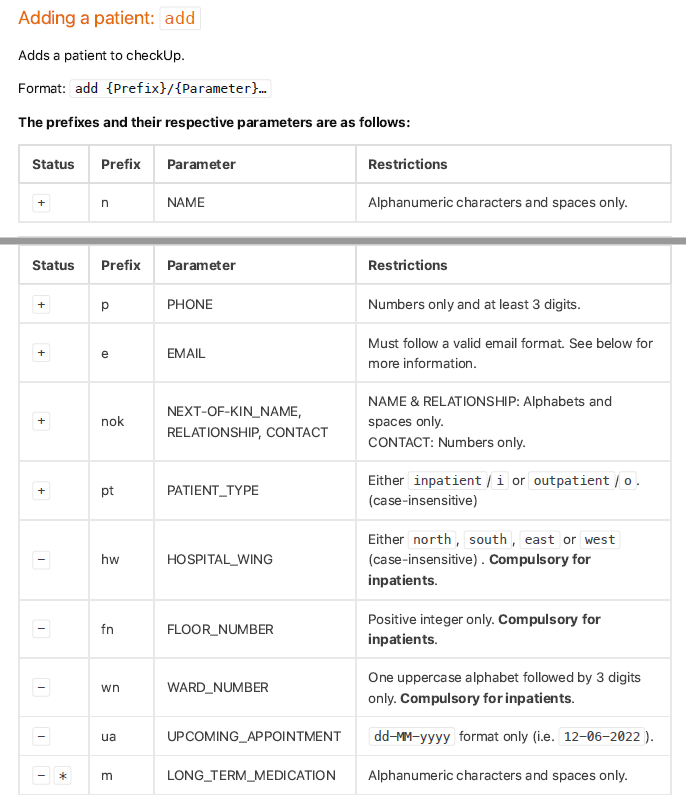 Adding a patient: add
Adds a patient to checkUp.
Format: add {Prefix}/{Parameter}…
The prefixes and their respective parameters are as follows:
Status Prefix Parameter Restrictions
+ n NAME Alphanumeric characters and spaces only.
Status Prefix Parameter Restrictions
+ p PHONE Numbers only and at least 3 digits.
+ e EMAIL Must follow a valid email format. See below for
more information.
+ nok NEXT-OF-KIN_NAME,
RELATIONSHIP, CONTACT
NAME & RELATIONSHIP: Alphabets and
spaces only.
CONTACT: Numbers only.
+ pt PATIENT_TYPE Either inpatient / i or outpatient / o .
(case-insensitive)
- hw HOSPITAL_WING Either north , south , east or west
(case-insensitive) . Compulsory for
inpatients.
- fn FLOOR_NUMBER Positive integer only. Compulsory for
inpatients.
- wn WARD_NUMBER One uppercase alphabet followed by 3 digits
only. Compulsory for inpatients.
- ua UPCOMING_APPOINTMENT dd-MM-yyyy format only (i.e. 12-06-2022 ).
- * m LONG_TERM_MEDICATION Alphanumeric characters and spaces only.